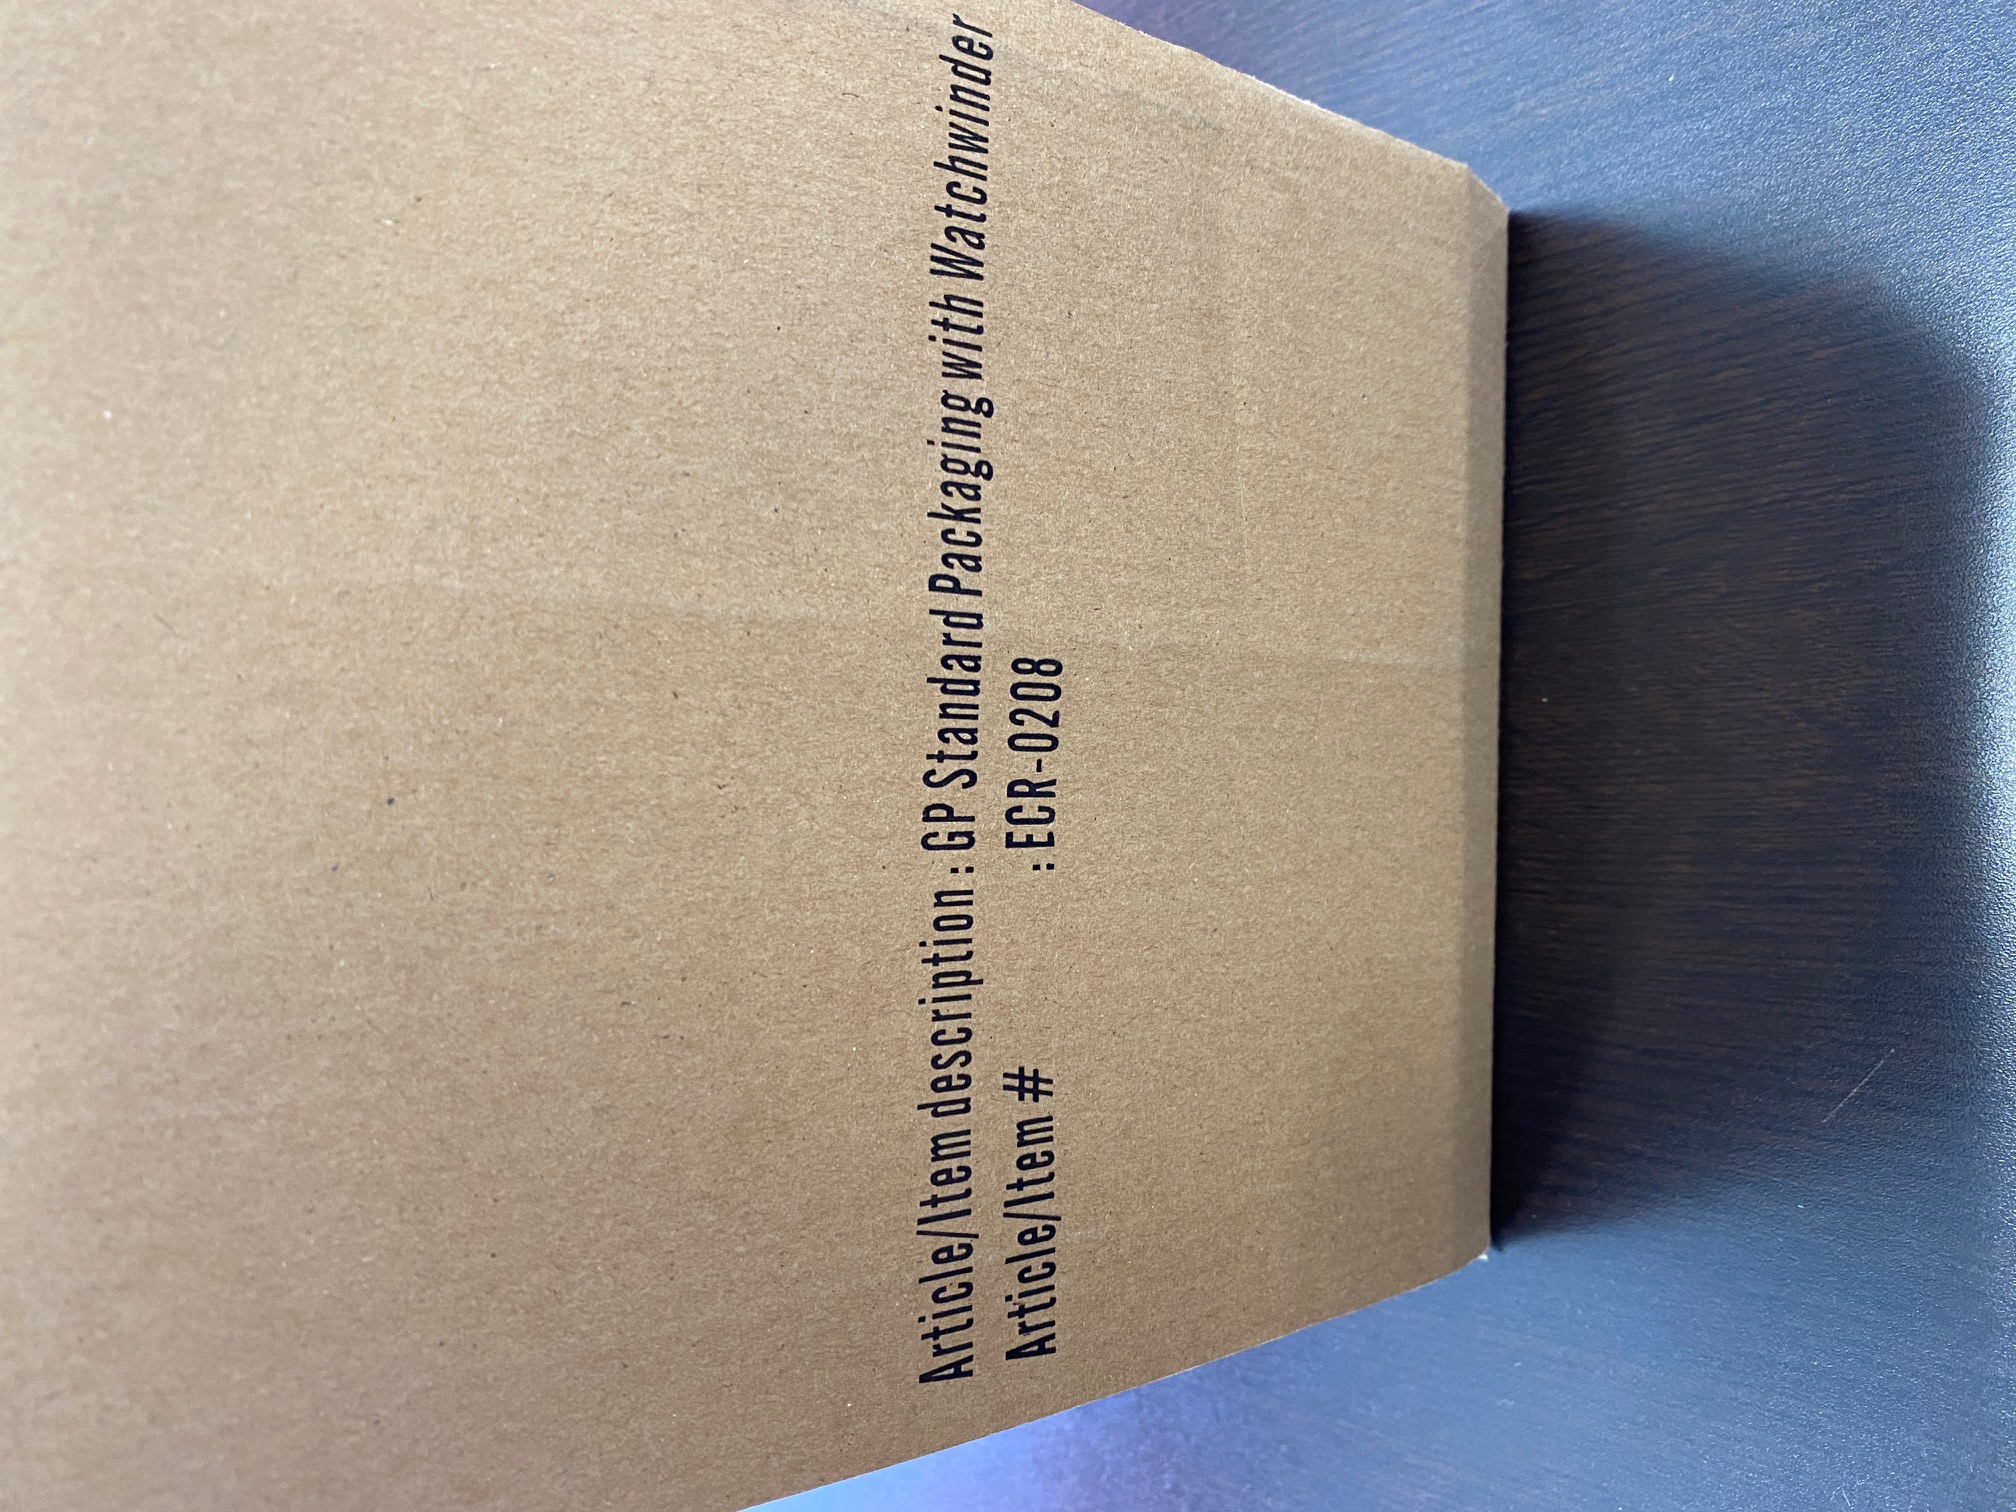 Article/Item description : GP Standard Packaging with Watchwinder
Article/Item # : ECR-0208